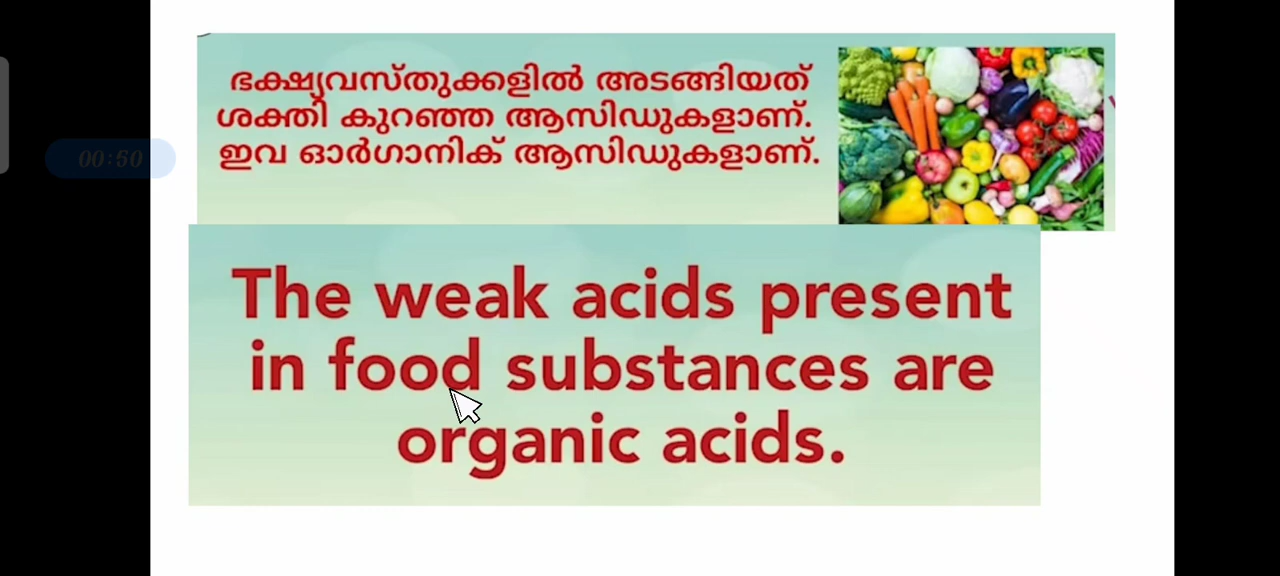 ഭക്ഷ്യവസ്തുക്കളിൽ അടങ്ങിയത്
ശക്തി കുറഞ്ഞ ആസിഡുകളാണ്.
ഇവ ഓർഗാനിക് ആസിഡുകളാണ്.
00:50
The weak acids present
in food substances are
organic acids.